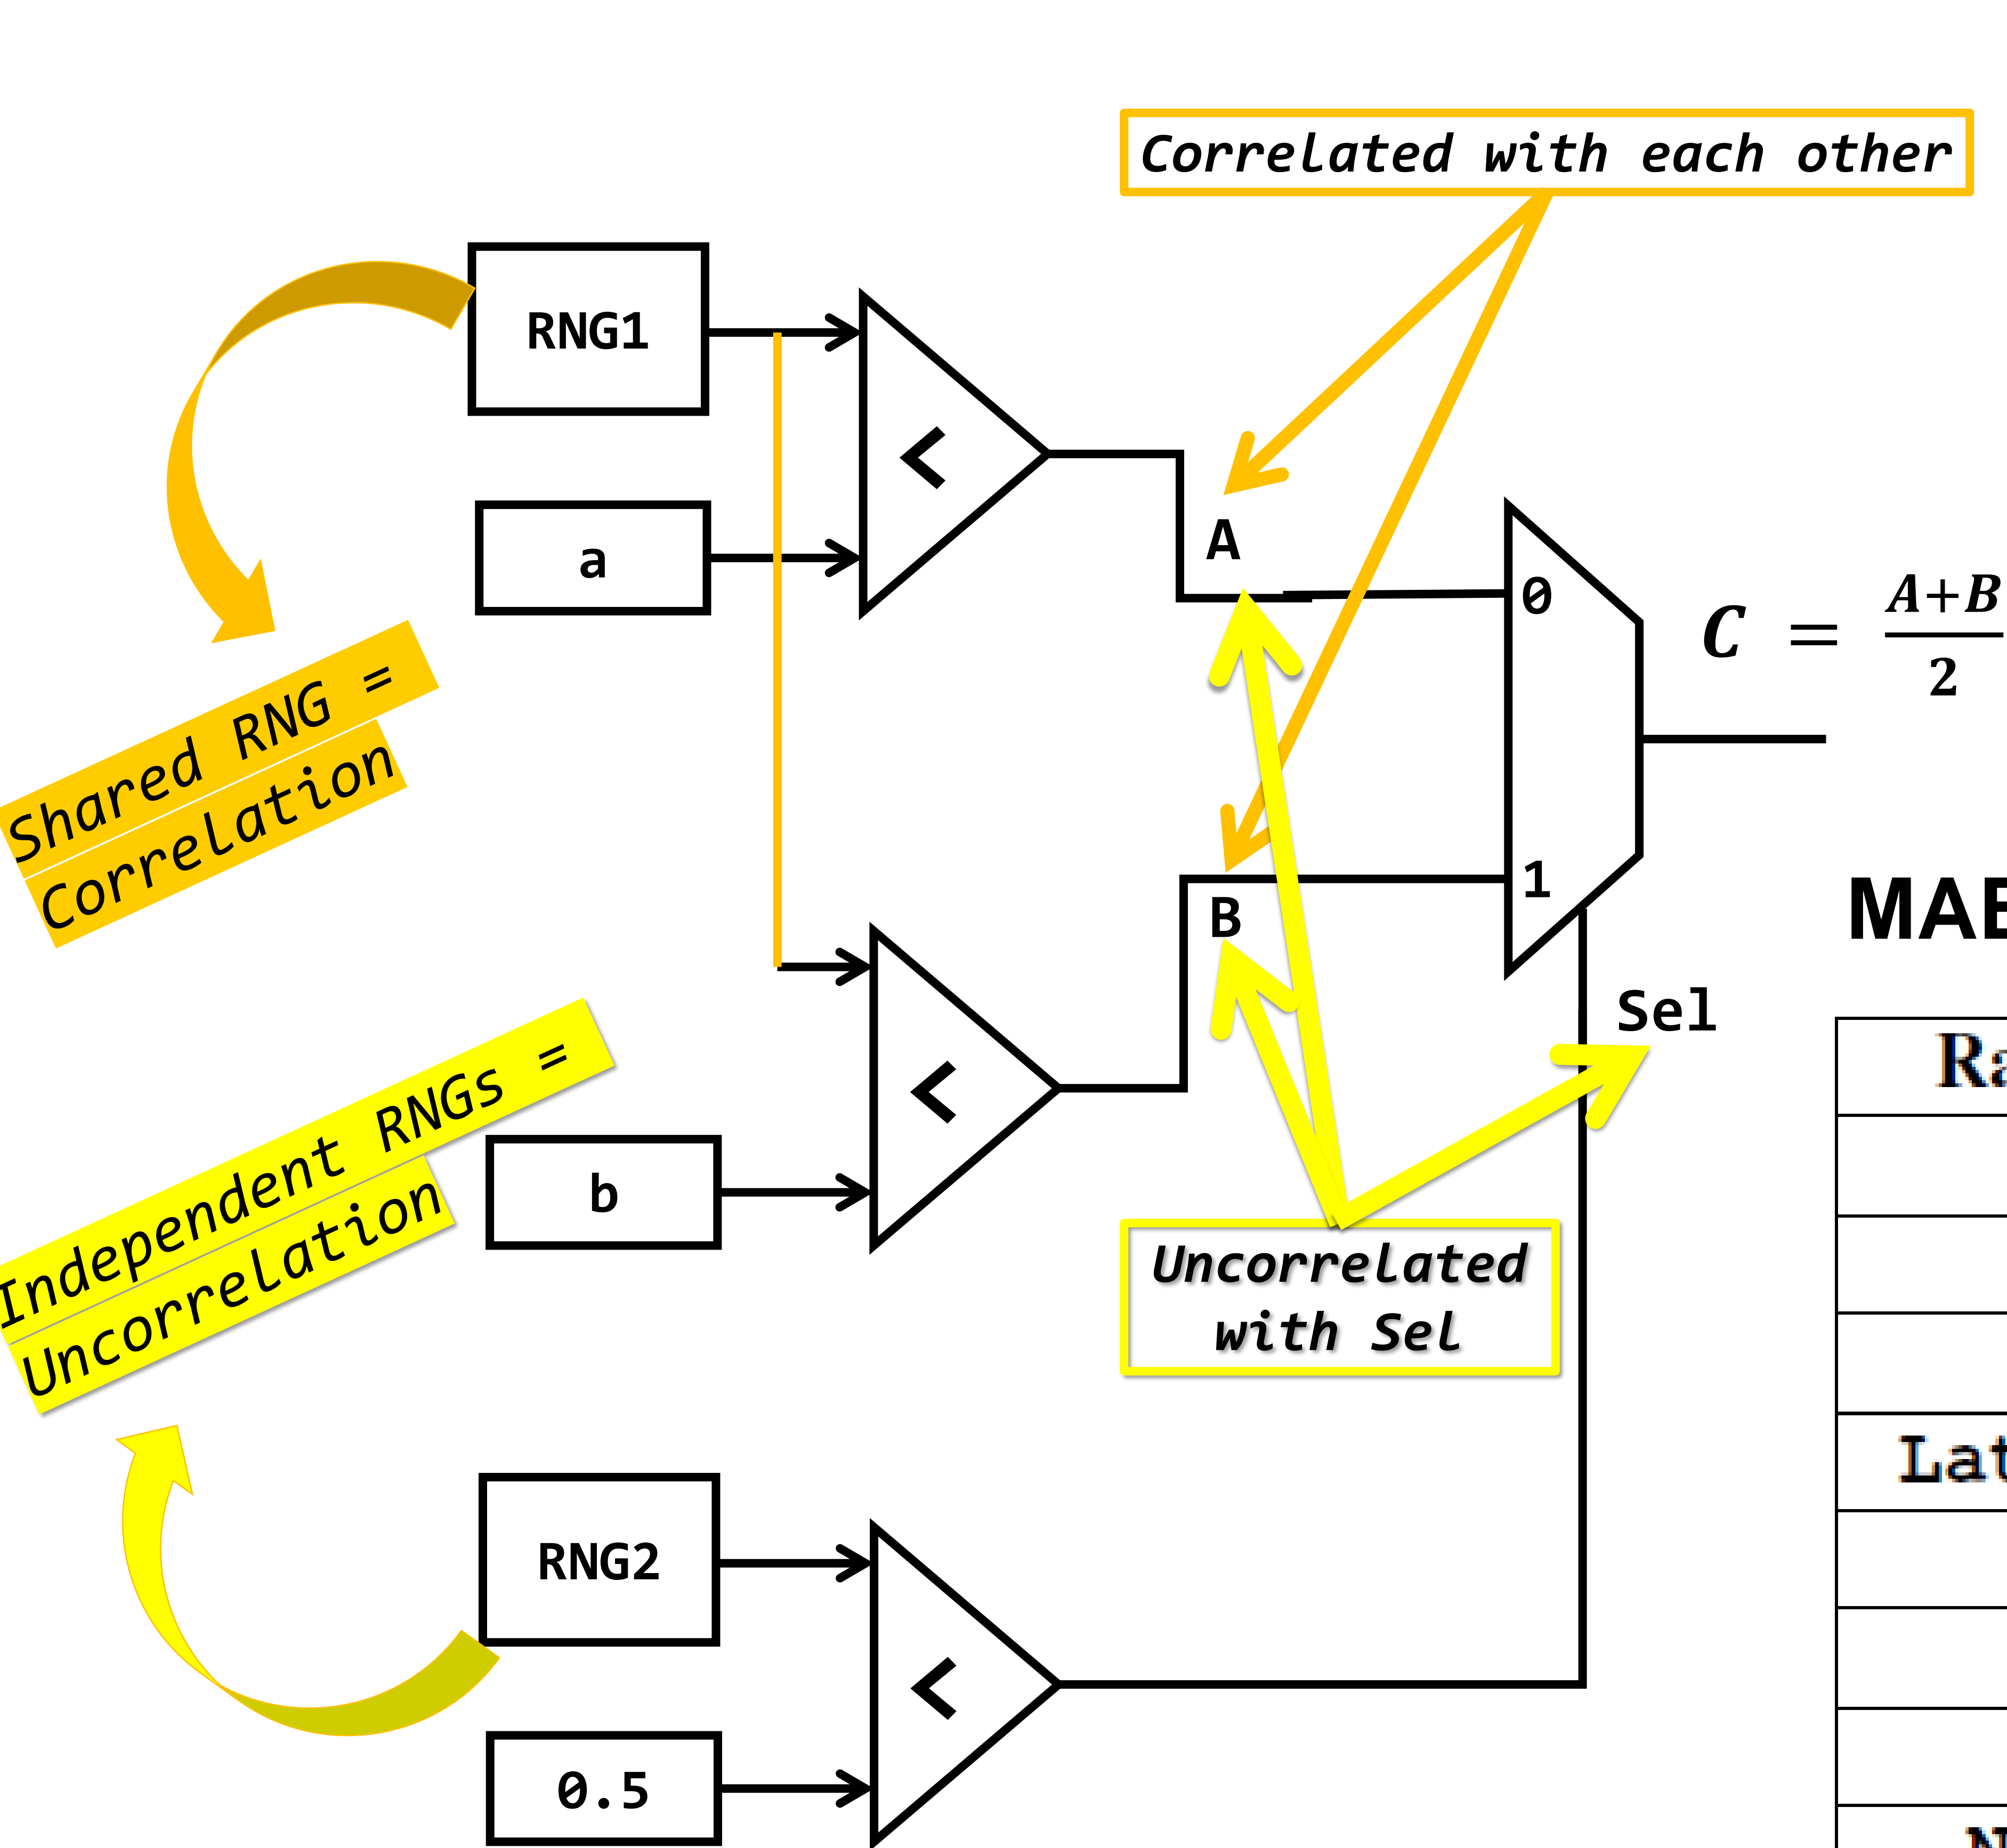 Correlated with each other
RNG1
<
a
A
0
C = A+B
2
Shared RNG =
Correlation
1
B
Sel
<
Independent RNGs =
Uncorrelation
b
Uncorrelated
with Sel
RNG2
<
0.5